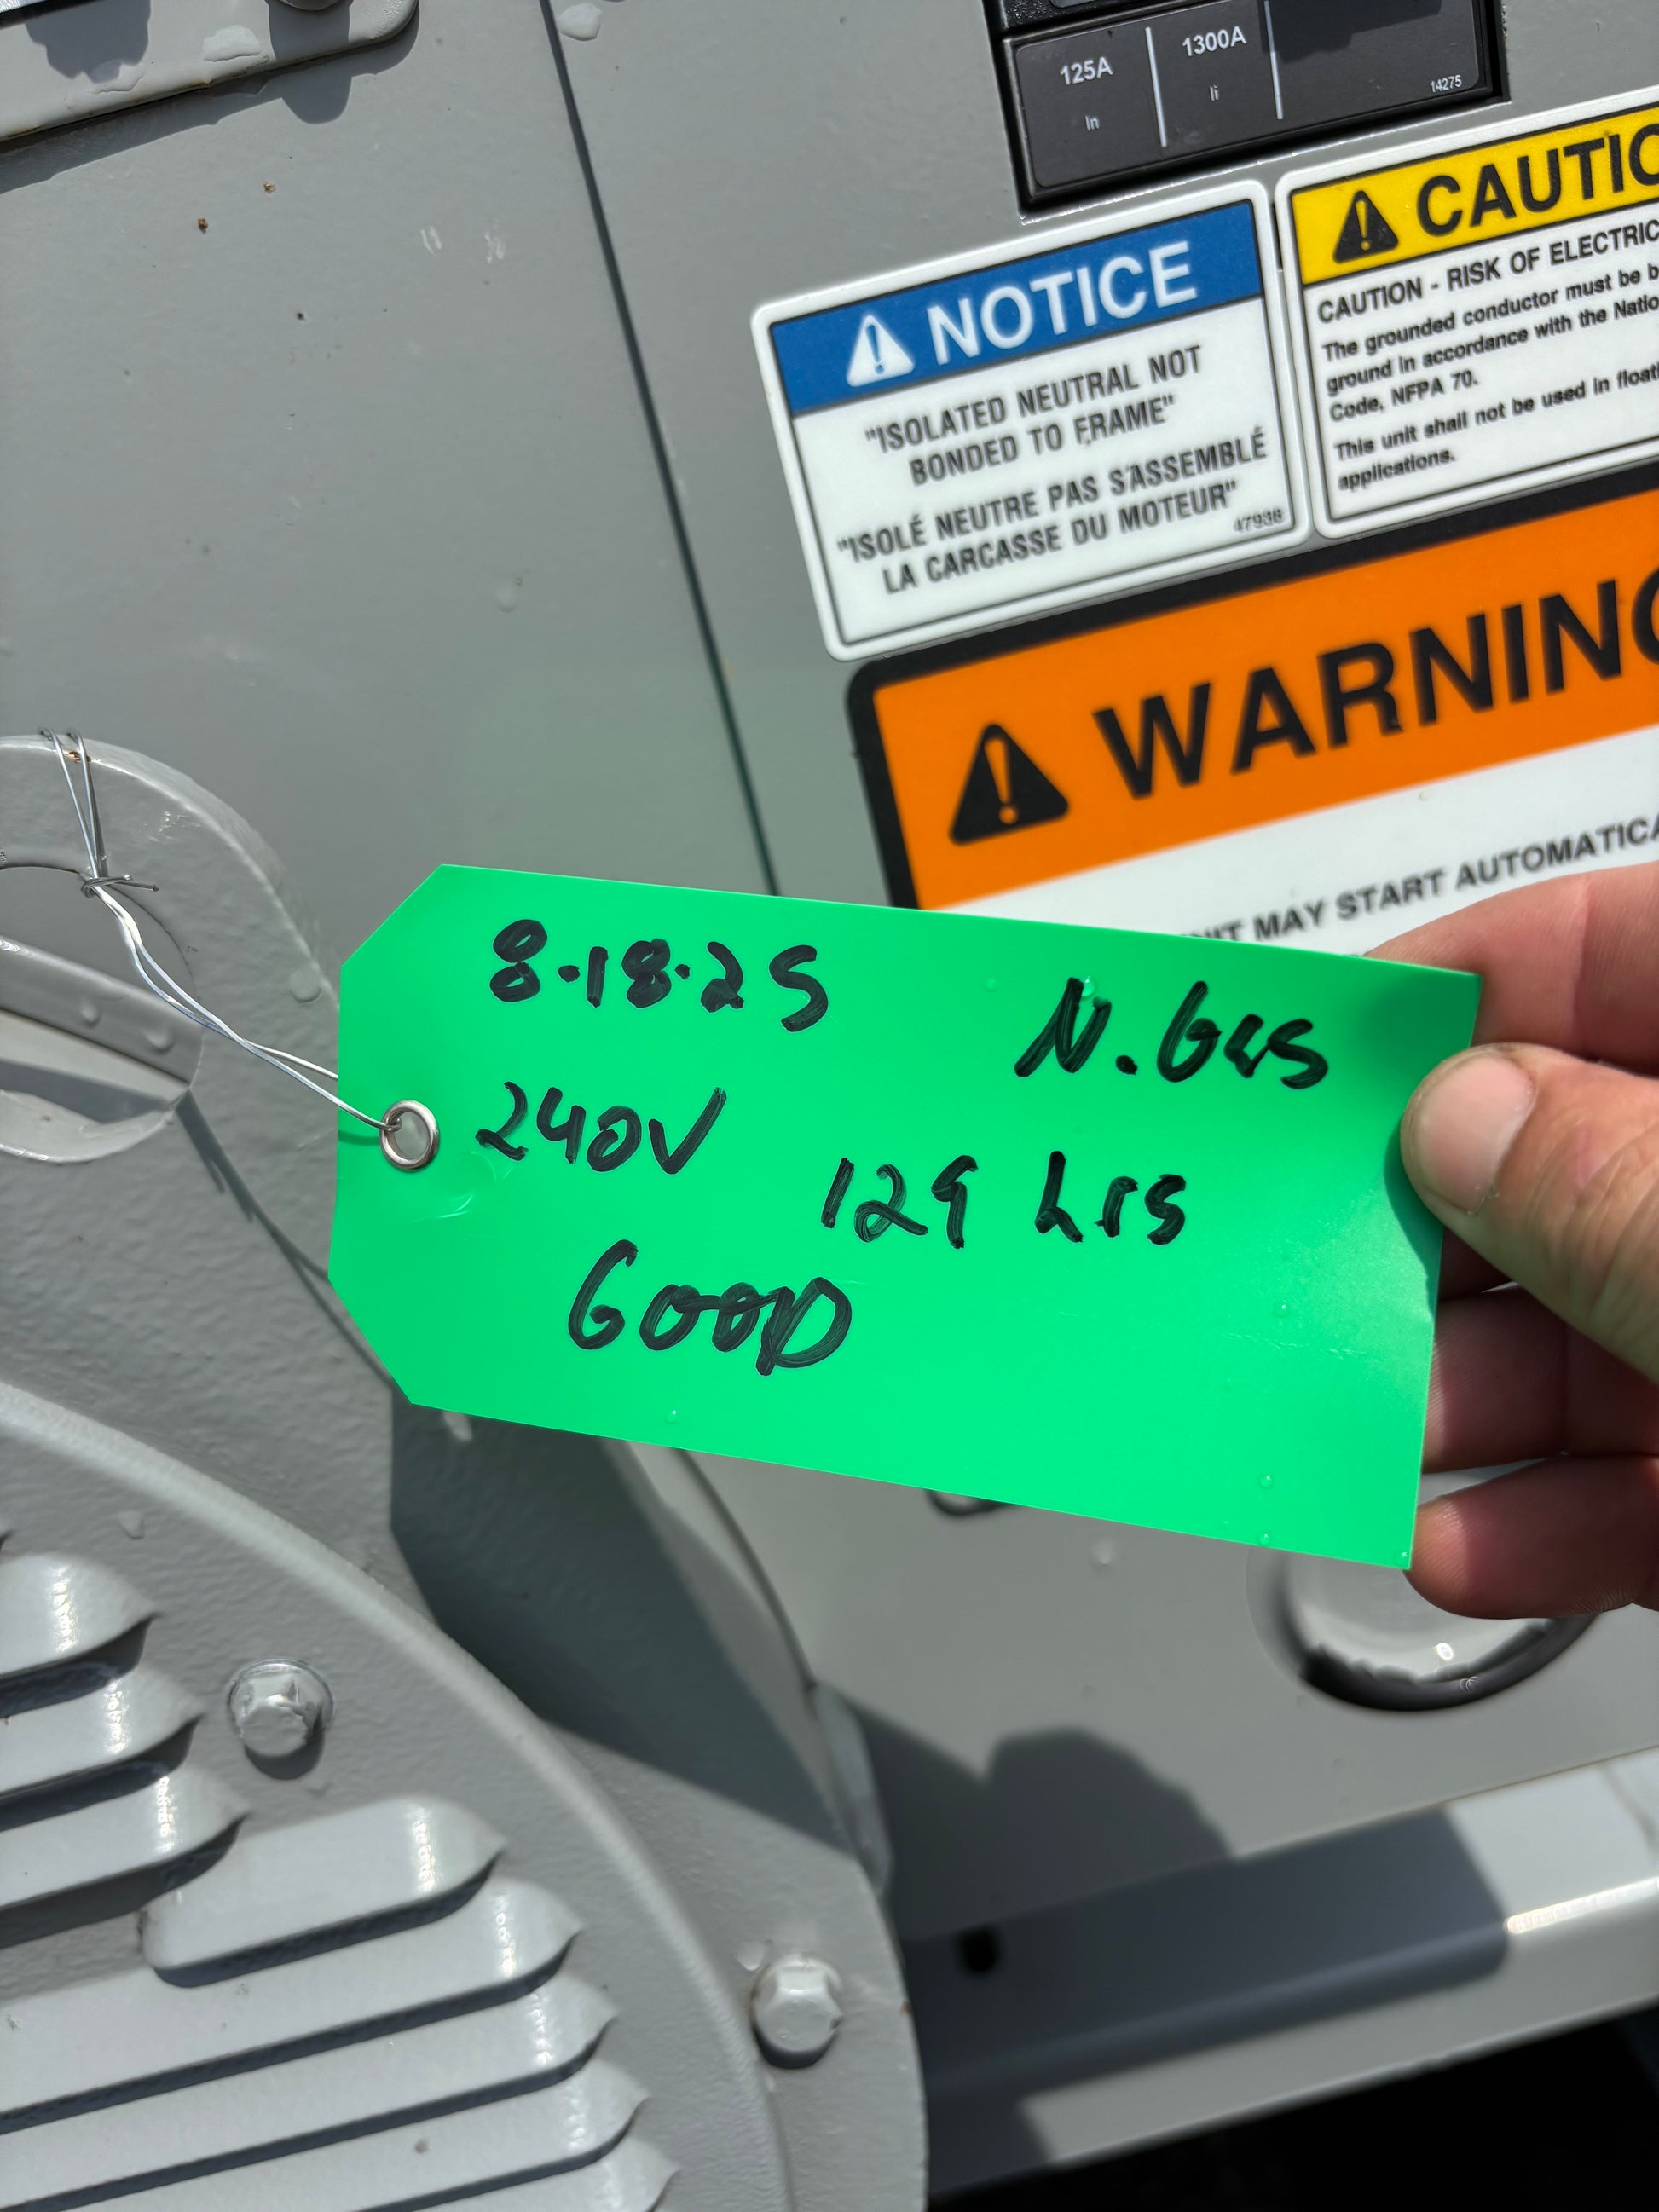 125A
In
1300A
Ii
14275
NOTICE
"ISOLATED NEUTRAL NOT
BONDED TO FRAME"
"ISOLÉ NEUTRE PAS S'ASSEMBLÉ
LA CARCASSE DU MOTEUR"
47938
CAUTIO
CAUTION - RISK OF ELECTRIC
The grounded conductor must be b
ground in accordance with the Natio
Code, NFPA 70.
This unit shall not be used in floati
applications.
WARNING
MAY START AUTOMATICA
8.18.25
N. Gas
240V
129 hrs
GOOD